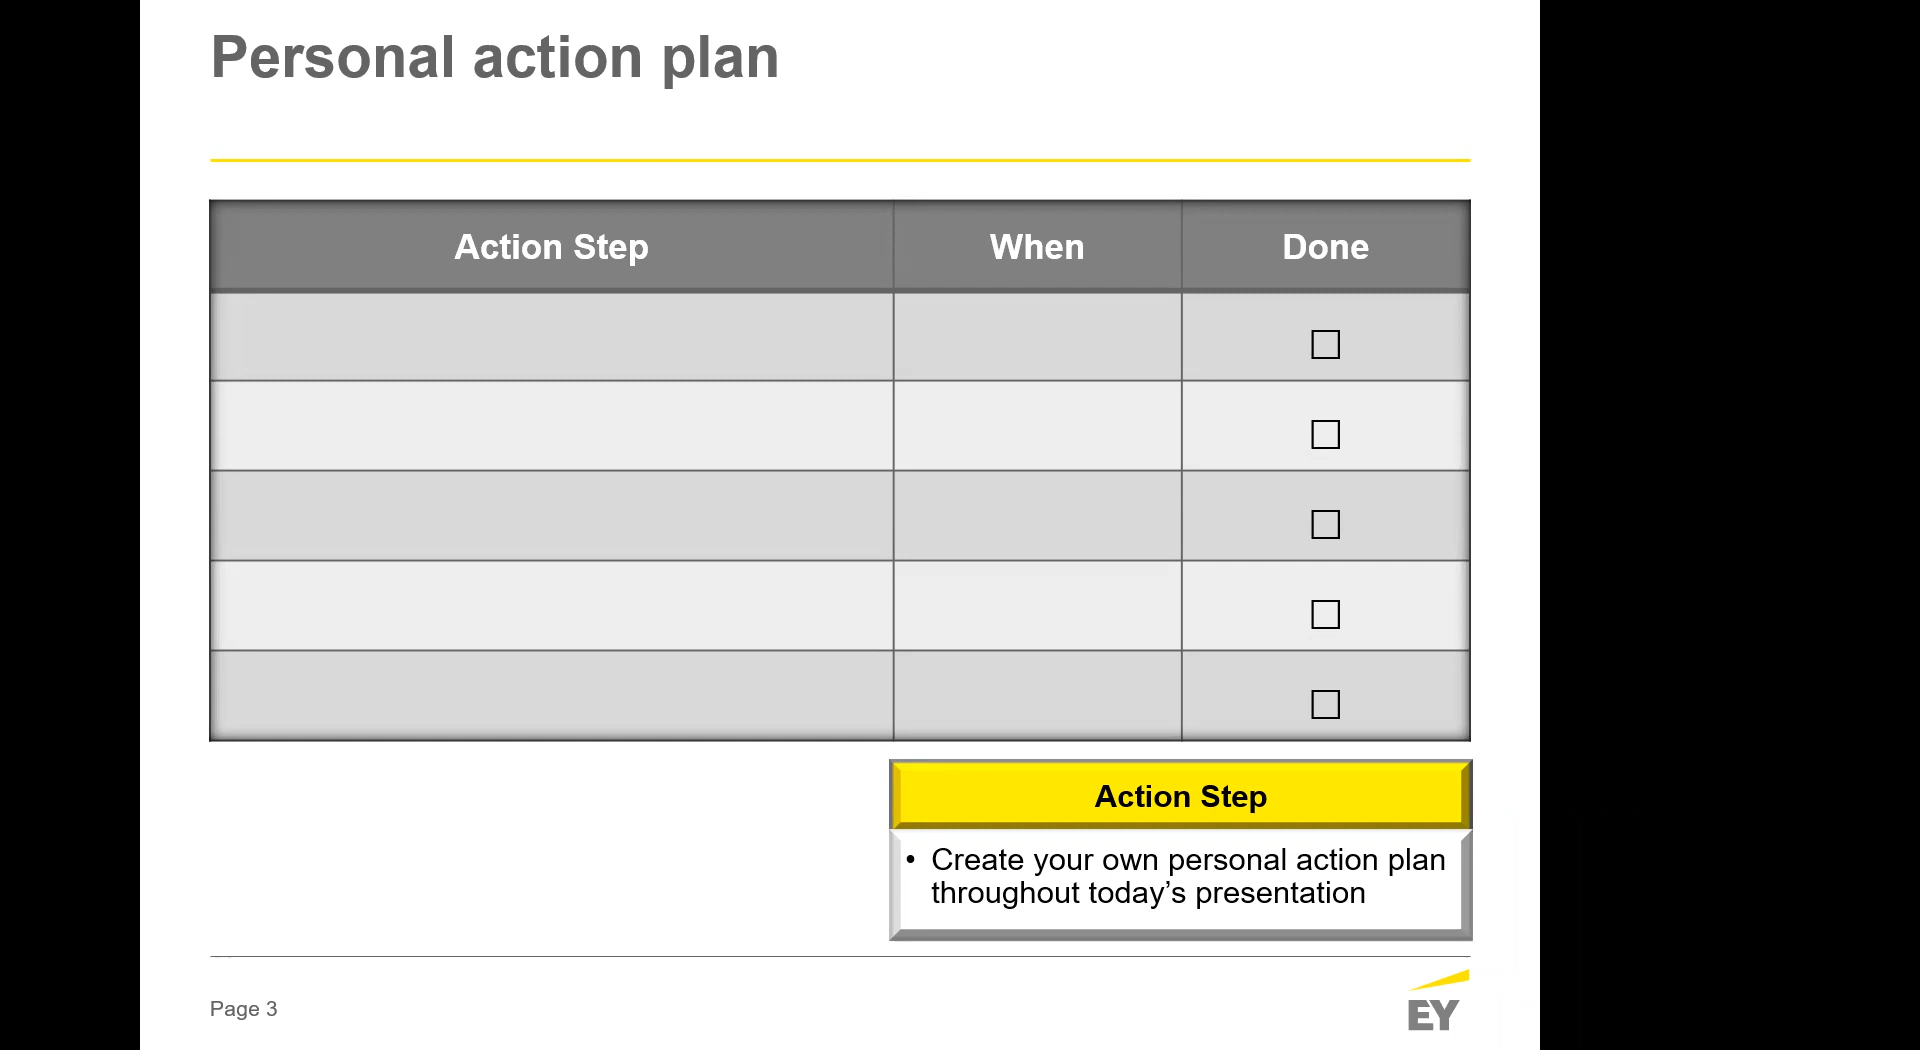 Personal action plan
Action Step When Done
☐
☐
☐
☐
☐
Action Step
• Create your own personal action plan
throughout today’s presentation
Page 3
EY